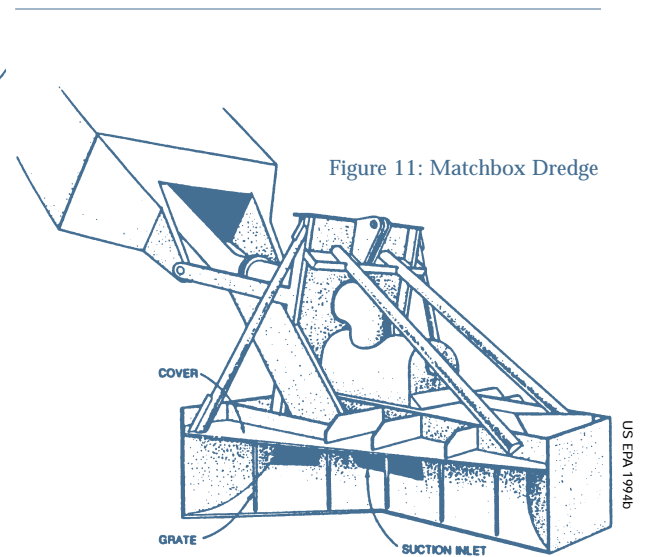 Figure 11: Matchbox Dredge
COVER
GRATE
SUCTION INLET
US EPA 1994b